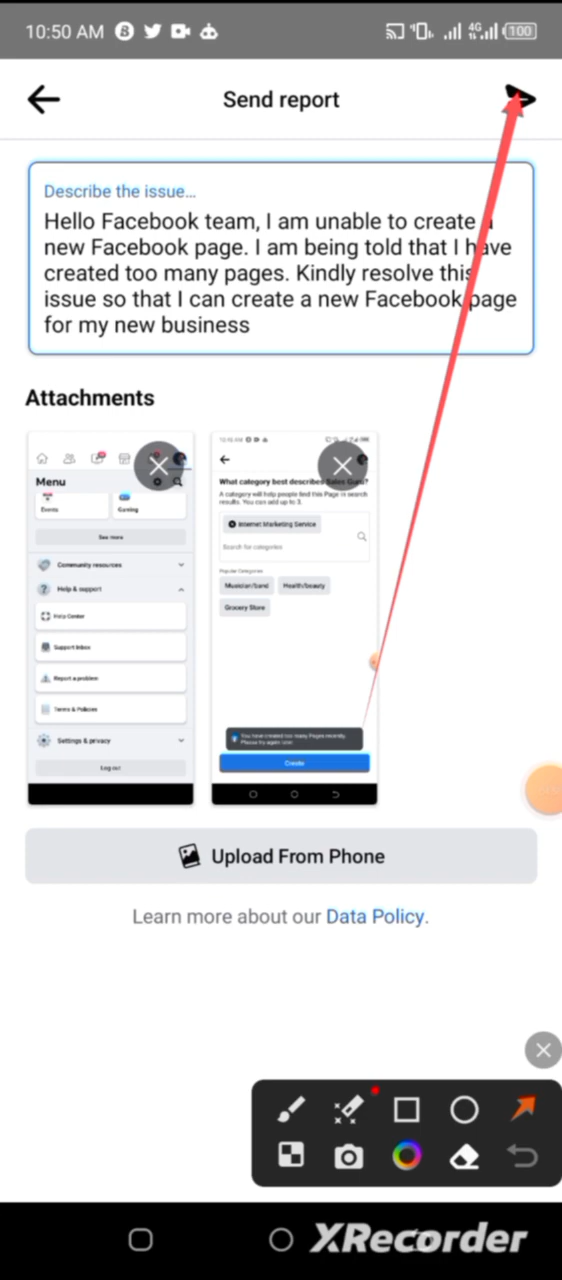 10:50 AM
4G
100
Send report
Describe the issue...
Hello Facebook team, I am unable to create a
new Facebook page. I am being told that I have
created too many pages. Kindly resolve this
issue so that I can create a new Facebook page
for my new business
Attachments
Menu
Events
Gaming
See more
Community resources
Help & support
Help Center
Support Inbox
Report a problem
Terms & Policies
Settings & privacy
Log out
What category best describes Sales Guru?
A category will help people find this Page in search
results. You can add up to 3.
Internet Marketing Service
Search for categories
Popular Categories
Musician/band
Health/beauty
Grocery Store
You have created too many Pages recently.
Please try again later.
Create
Upload From Phone
Learn more about our Data Policy.
XRecorder